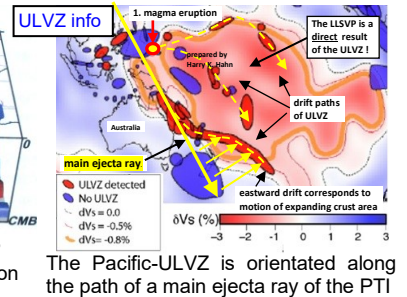 ULVZ info
1. magma eruption
The LLSVP is a
direct result
of the ULVZ !
prepared by
Harry K. Hahn
drift paths
of ULVZ
Australia
main ejecta ray
ULVZ detected
No ULVZ
dVs = 0.0
dVs = -0.5%
dVs= -0.8%
eastward drift corresponds to
motion of expanding crust area
δVs (%)
-3 -2 -1 0 1 2 3
0
CMB
on
The Pacific-ULVZ is orientated along
the path of a main ejecta ray of the PTI